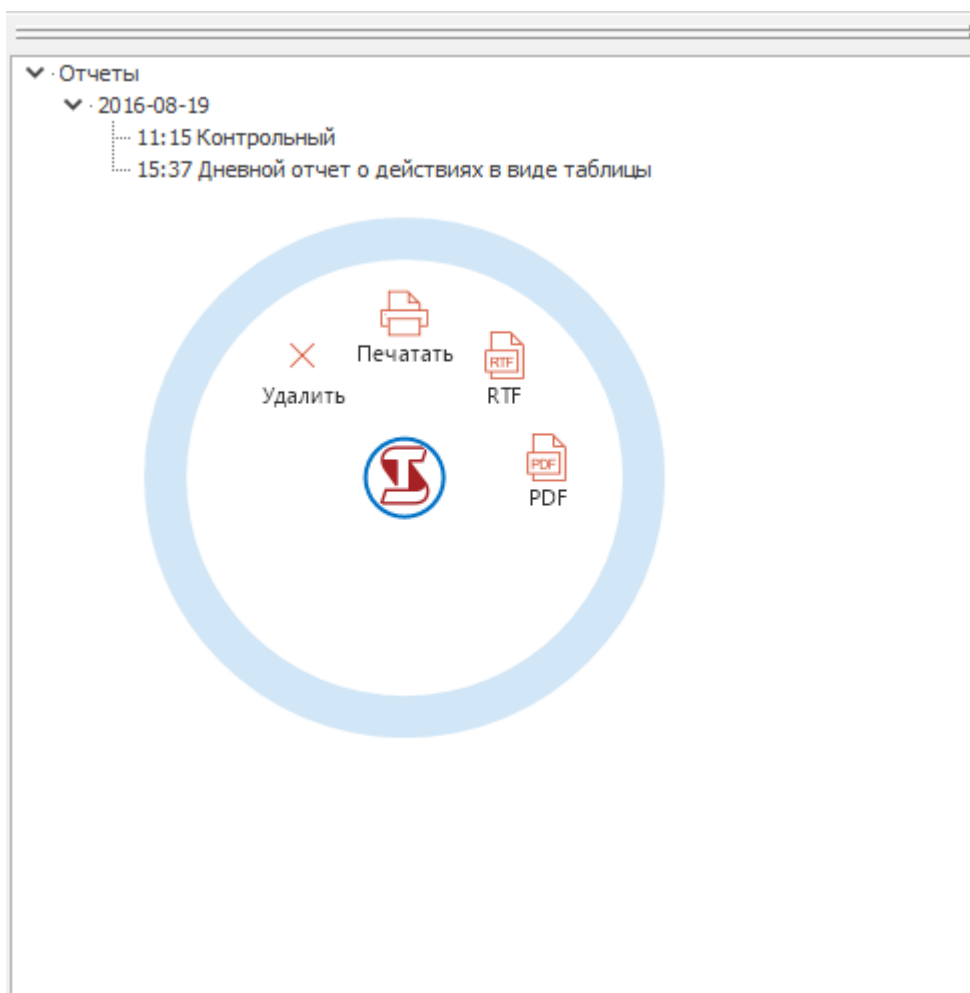 Отчеты
2016-08-19
11:15 Контрольный
15:37 Дневной отчет о действиях в виде таблицы
Печатать
Удалить
RTF
RTF
PDF
PDF